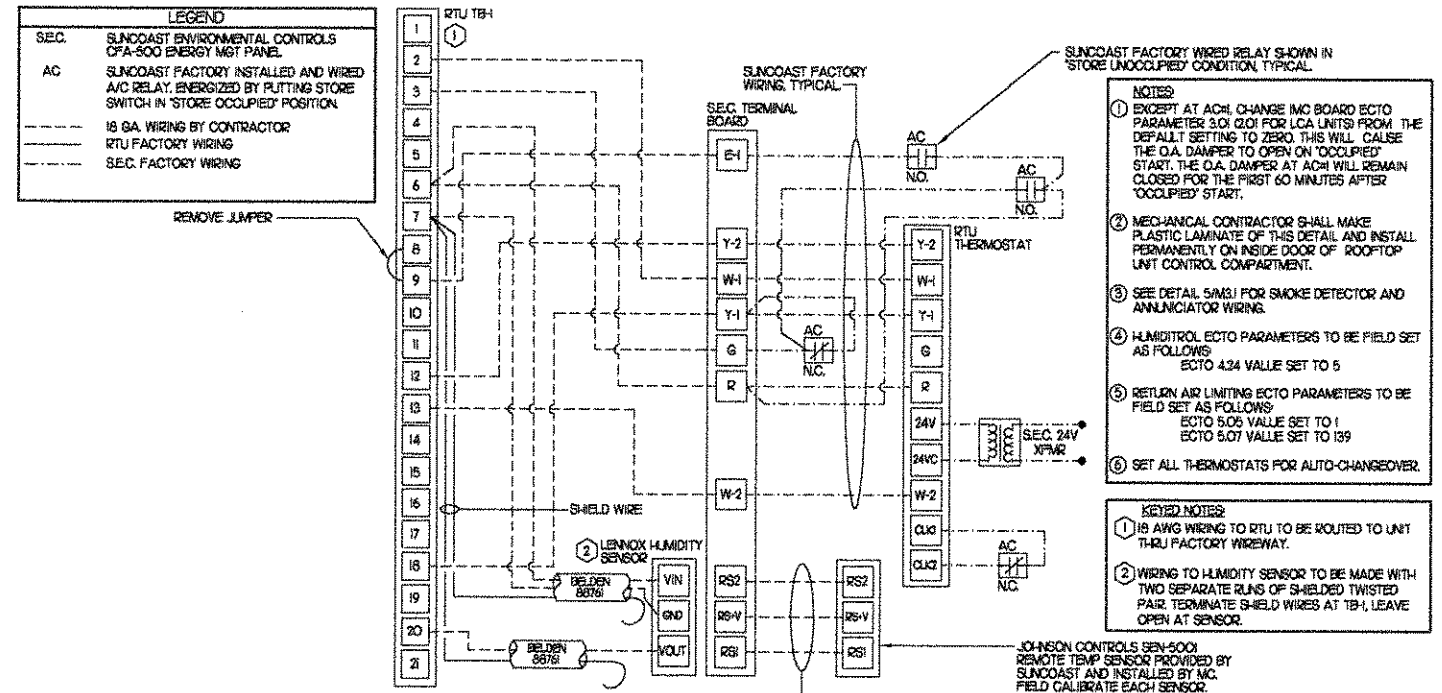 LEGEND
S.E.C. SUNCOAST ENVIRONMENTAL CONTROLS
CFA-500 ENERGY MGT PANEL.
AC SUNCOAST FACTORY INSTALLED AND WIRED
A/C RELAY. ENERGIZED BY PUTTING STORE
SWITCH IN "STORE OCCUPIED" POSITION.
18 GA. WIRING BY CONTRACTOR
RTU FACTORY WIRING
S.E.C. FACTORY WIRING
REMOVE JUMPER
RTU TB-1
1
1
2
3
4
5
6
7
8
9
10
11
12
13
14
15
16
17
18
19
20
21
SHIELD WIRE
2 LENNOX HUMIDITY
SENSOR
BELDEN
88761
BELDEN
88761
VIN
GND
VOUT
S.E.C. TERMINAL
BOARD
E-1
Y-2
W-1
Y-1
G
R
W-2
RS2
RS+V
RS1
SUNCOAST FACTORY
WIRING, TYPICAL
SUNCOAST FACTORY WIRED RELAY SHOWN IN
"STORE UNOCCUPIED" CONDITION, TYPICAL.
AC
N.O.
AC
N.O.
AC
N.C.
RTU
THERMOSTAT
Y-2
W-1
Y-1
G
R
24V
24VC
W-2
CLK1
CLK2
S.E.C. 24V
XFMR
AC
N.C.
RS2
RS+V
RS1
JOHNSON CONTROLS SEN-5001
REMOTE TEMP SENSOR PROVIDED BY
SUNCOAST AND INSTALLED BY MC.
FIELD CALIBRATE EACH SENSOR.
NOTES:
1 EXCEPT AT AC#1, CHANGE IMC BOARD ECTO
PARAMETER 3.01 (2.01 FOR LCA UNITS) FROM THE
DEFAULT SETTING TO ZERO. THIS WILL CAUSE
THE O.A. DAMPER TO OPEN ON "OCCUPIED"
START. THE O.A. DAMPER AT AC#1 WILL REMAIN
CLOSED FOR THE FIRST 60 MINUTES AFTER
"OCCUPIED" START.
2 MECHANICAL CONTRACTOR SHALL MAKE
PLASTIC LAMINATE OF THIS DETAIL AND INSTALL
PERMANENTLY ON INSIDE DOOR OF ROOFTOP
UNIT CONTROL COMPARTMENT.
3 SEE DETAIL 5/M3.1 FOR SMOKE DETECTOR AND
ANNUNCIATOR WIRING.
4 HUMIDITROL ECTO PARAMETERS TO BE FIELD SET
AS FOLLOWS:
ECTO 4.24 VALUE SET TO 5
5 RETURN AIR LIMITING ECTO PARAMETERS TO BE
FIELD SET AS FOLLOWS:
ECTO 5.05 VALUE SET TO 1
ECTO 5.07 VALUE SET TO 139
6 SET ALL THERMOSTATS FOR AUTO-CHANGEOVER.
KEYED NOTES:
1 18 AWG WIRING TO RTU TO BE ROUTED TO UNIT
THRU FACTORY WIREWAY.
2 WIRING TO HUMIDITY SENSOR TO BE MADE WITH
TWO SEPARATE RUNS OF SHIELDED TWISTED
PAIR. TERMINATE SHIELD WIRES AT TB-1, LEAVE
OPEN AT SENSOR.